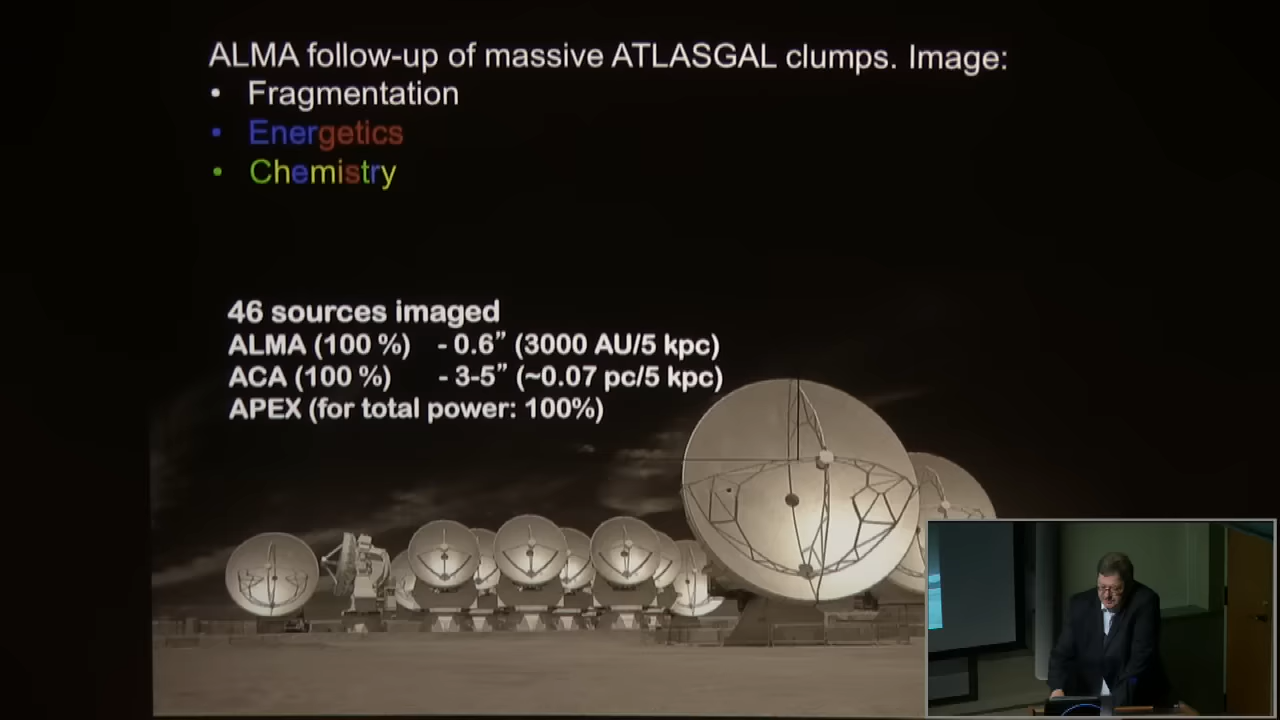 ALMA follow-up of massive ATLASGAL clumps. Image:
• Fragmentation
• Energetics
• Chemistry
46 sources imaged
ALMA (100 %) - 0.6” (3000 AU/5 kpc)
ACA (100 %) - 3-5” (~0.07 pc/5 kpc)
APEX (for total power: 100%)